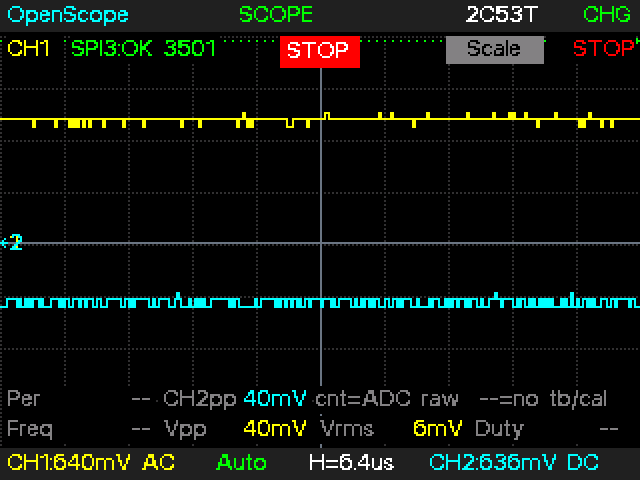 OpenScope SCOPE 2C53T CHG
CH1 SPI3:OK 3501 STOP Scale STOP
2
Per -- CH2pp 40mV cnt=ADC raw --=no tb/cal
Freq -- Vpp 40mV Vrms 6mV Duty --
CH1:640mV AC Auto H=6.4us CH2:636mV DC